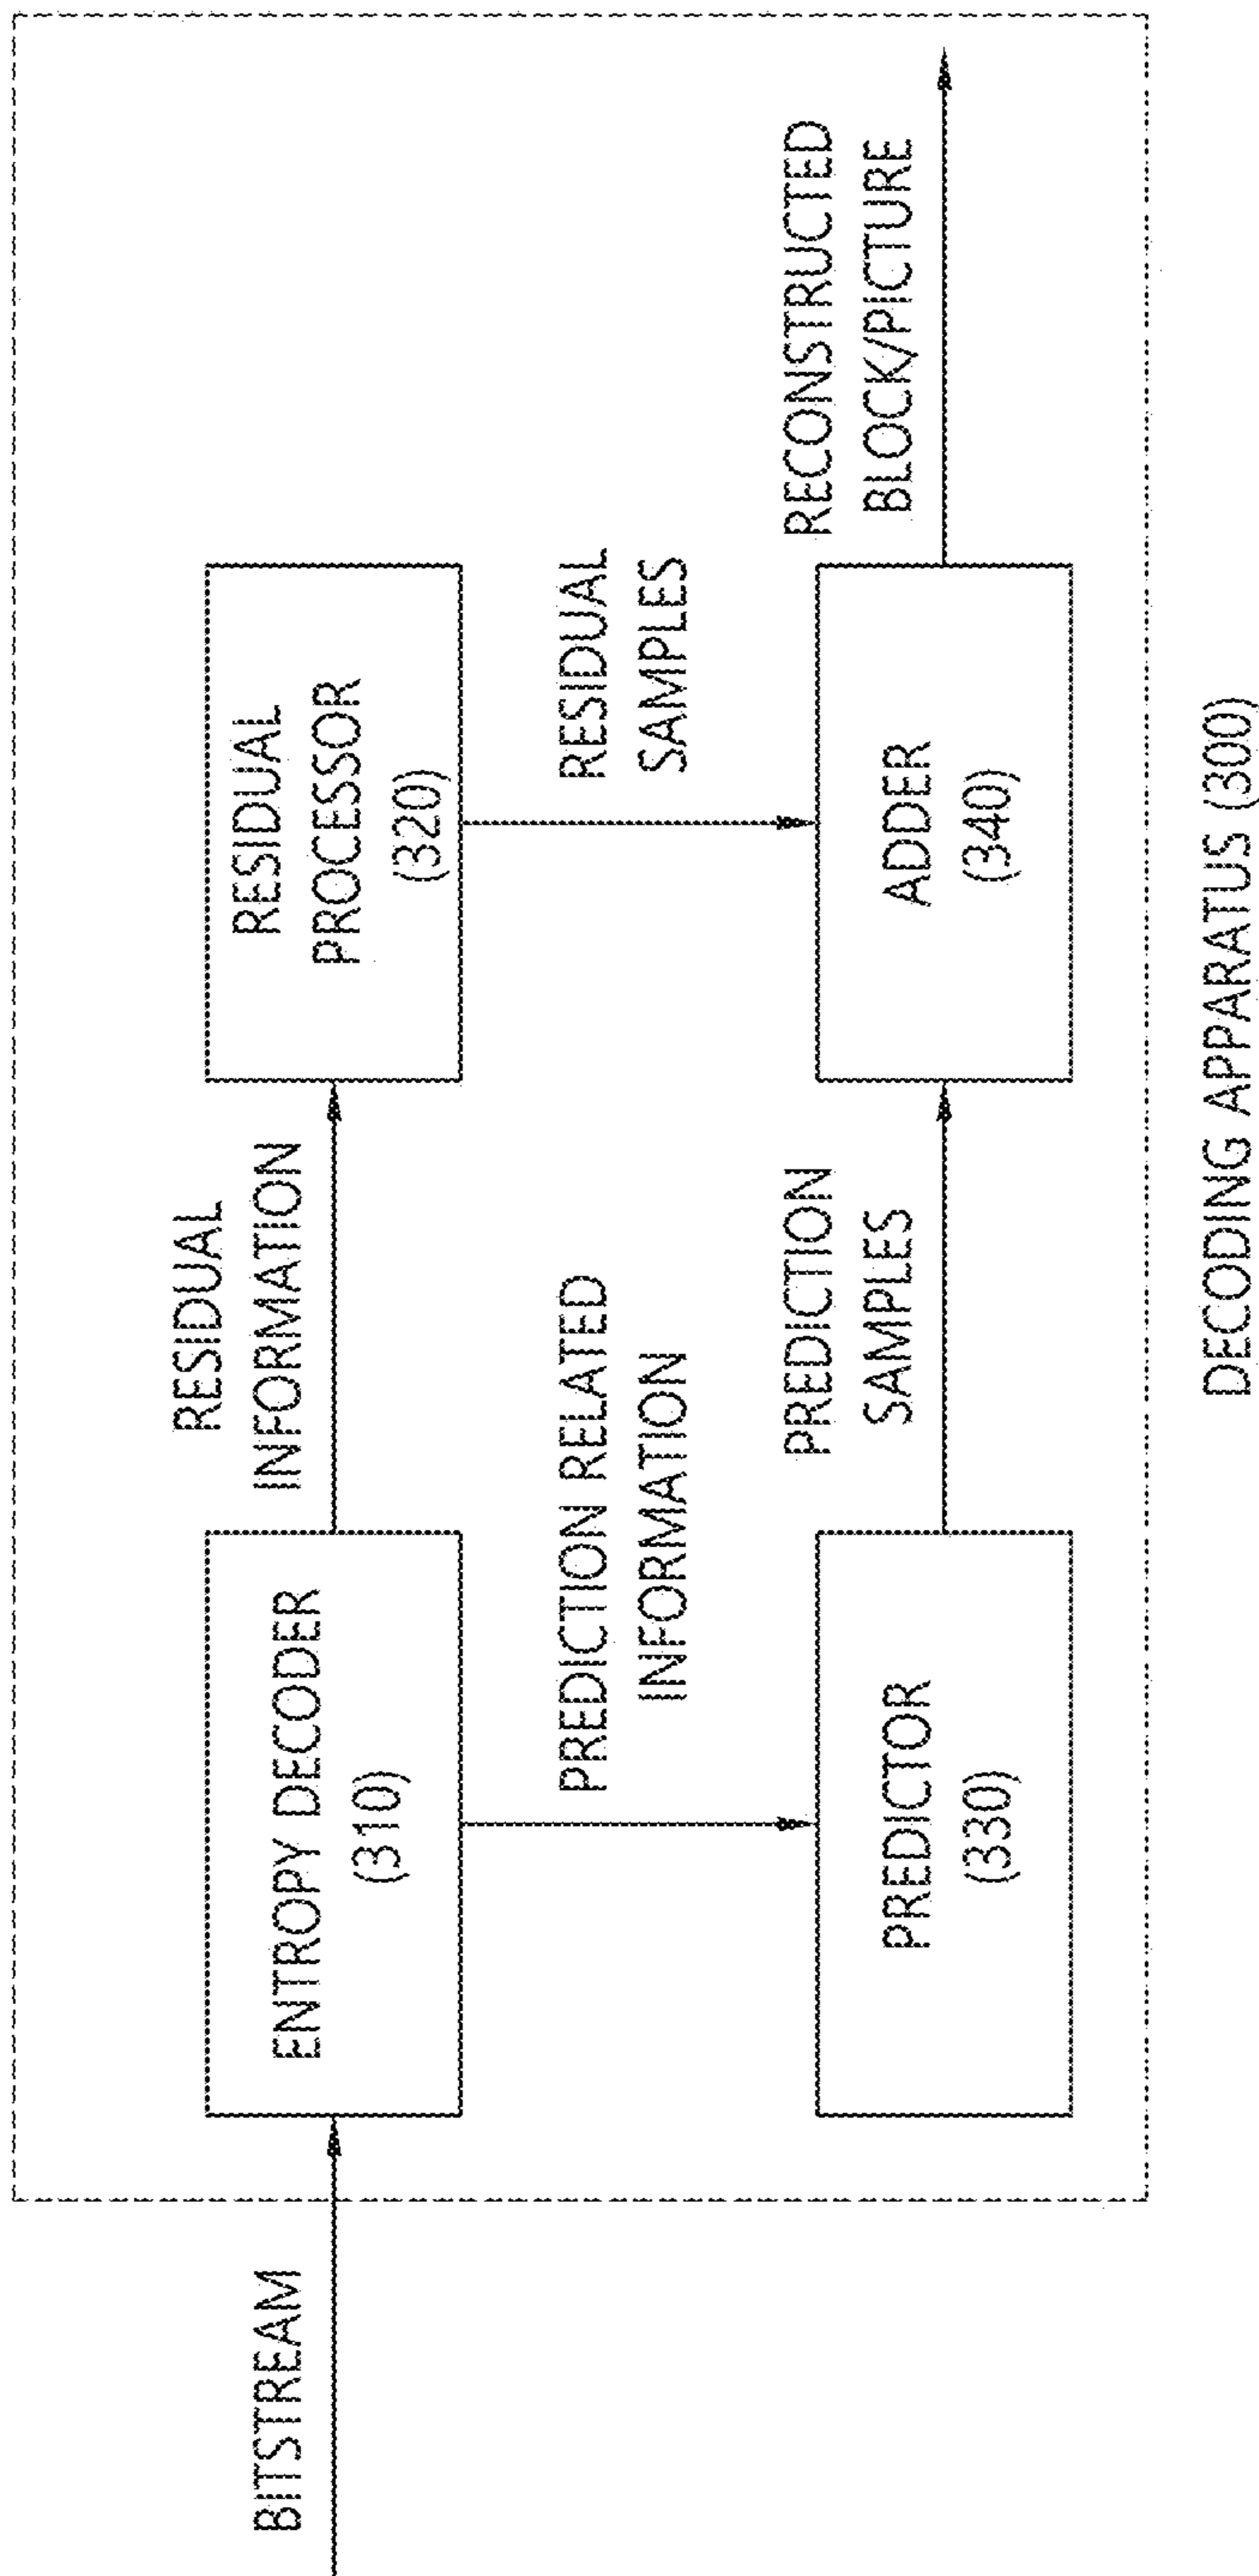 BITSTREAM
ENTROPY DECODER
(310)
RESIDUAL
INFORMATION
RESIDUAL
PROCESSOR
(320)
PREDICTION RELATED
INFORMATION
RESIDUAL
SAMPLES
PREDICTOR
(330)
PREDICTION
SAMPLES
ADDER
(340)
RECONSTRUCTED
BLOCK/PICTURE
DECODING APPARATUS (300)